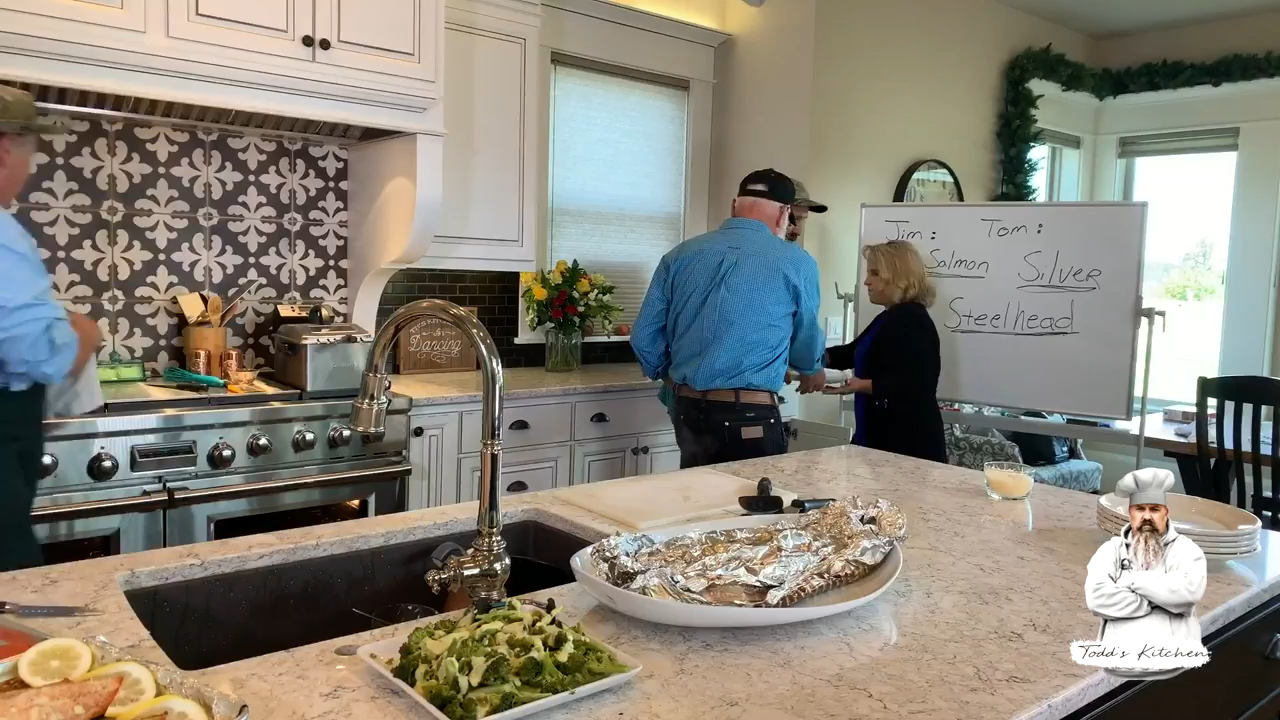 Jim: Tom:
Salmon Silver
Steelhead
Dancing
Todd's Kitchen